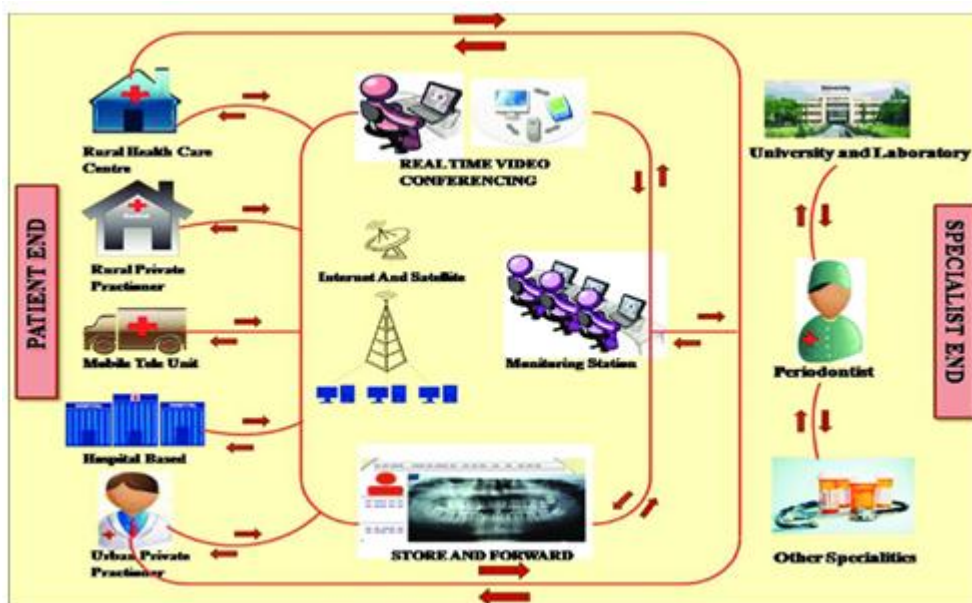 PATIENT END
Rural Health Care
Centre
Rural Private
Practioner
Mobile Tele Unit
Hospital Based
Urban Private
Practioner
REAL TIME VIDEO
CONFERENCING
Internet And Satellite
Monitoring Station
STORE AND FORWARD
University
University and Laboratory
Periodontist
Other Specialities
SPECIALIST END